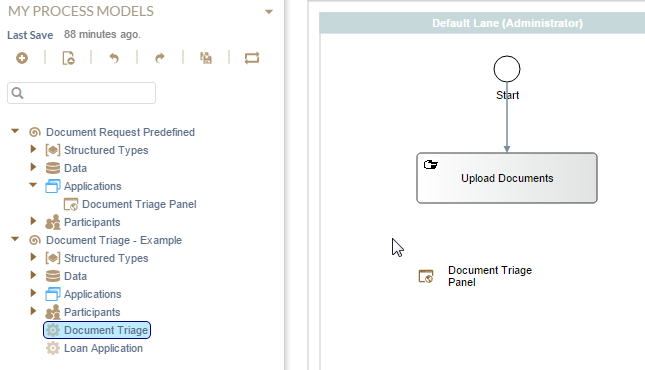 MY PROCESS MODELS
Last Save 88 minutes ago.
Document Request Predefined
Structured Types
Data
Applications
Document Triage Panel
Participants
Document Triage - Example
Structured Types
Data
Applications
Participants
Document Triage
Loan Application
Default Lane (Administrator)
Start
Upload Documents
Document Triage
Panel